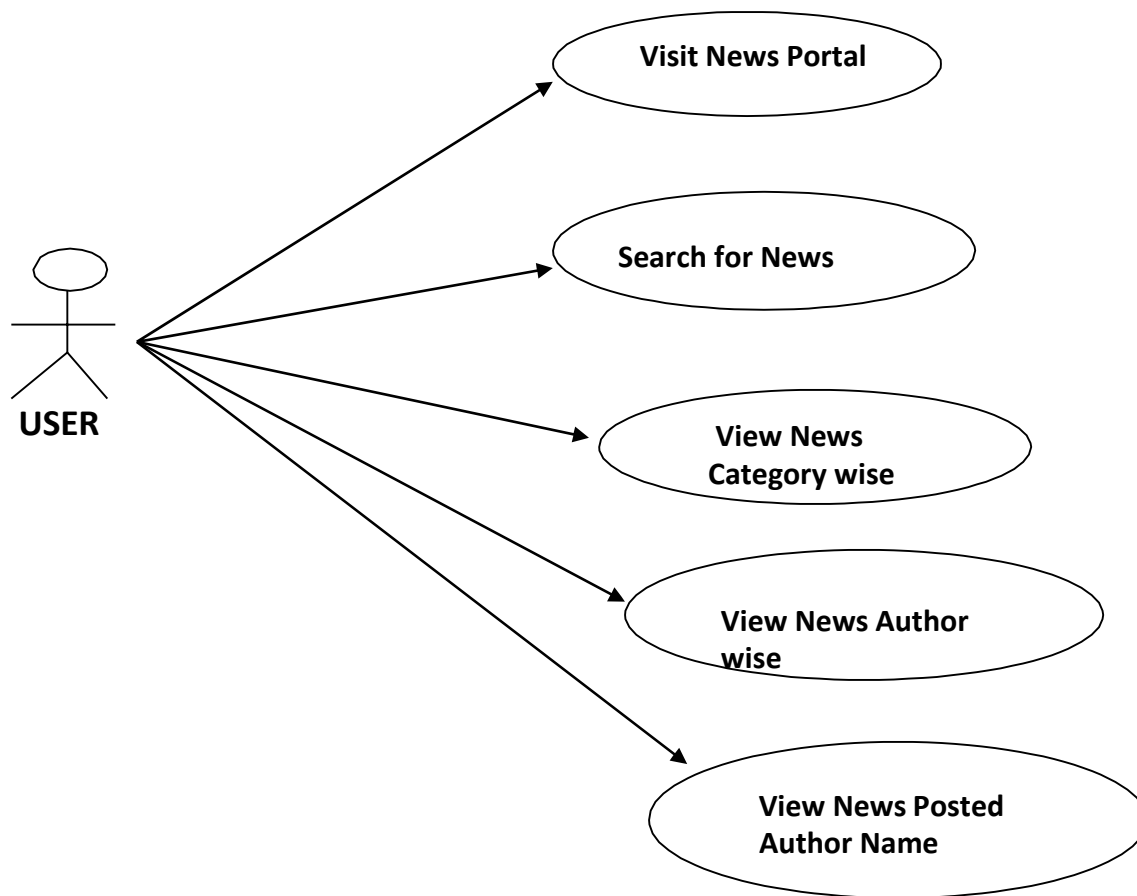 Visit News Portal
Search for News
USER
View News
Category wise
View News Author
wise
View News Posted
Author Name